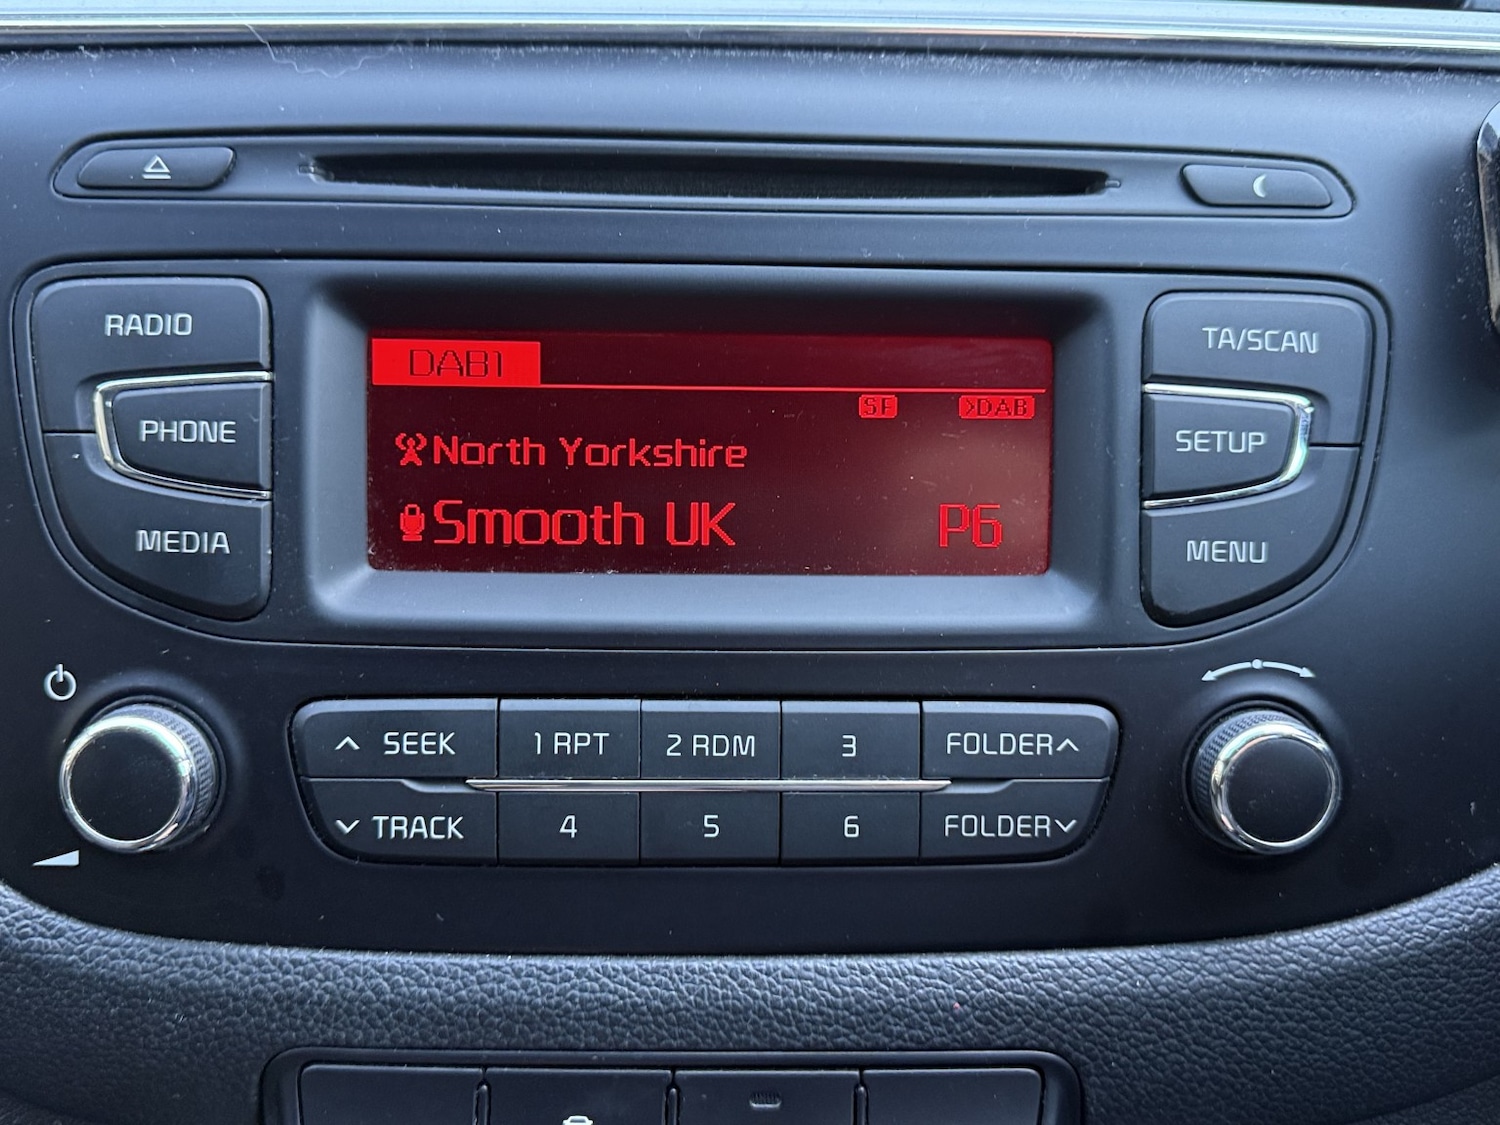 RADIO
PHONE
MEDIA
DAB1
SF >DAB
North Yorkshire
Smooth UK P6
TA/SCAN
SETUP
MENU
SEEK 1 RPT 2 RDM 3 FOLDER
TRACK 4 5 6 FOLDER